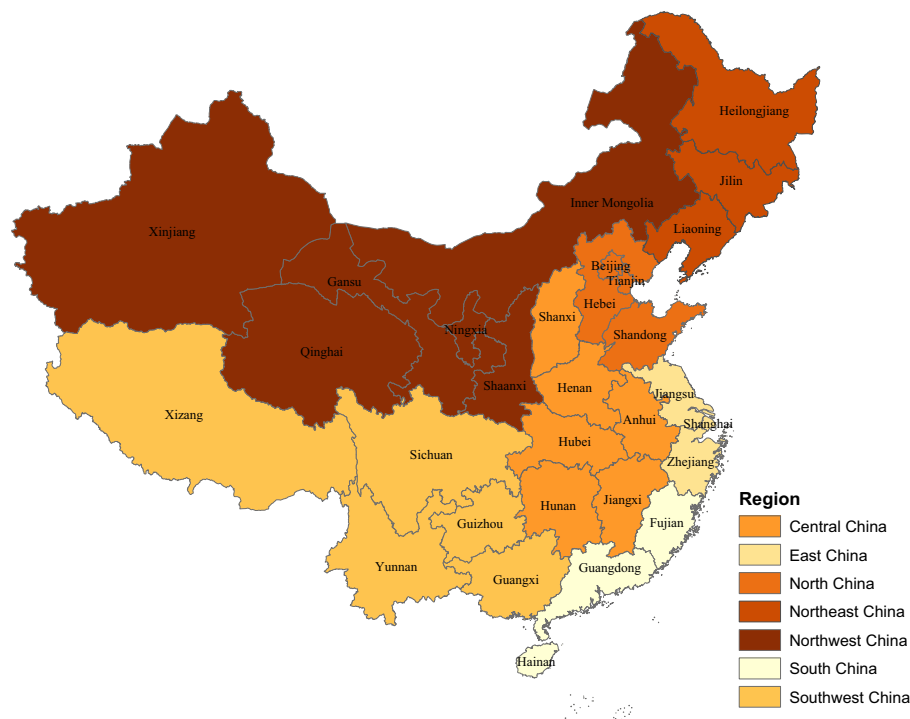 Heilongjiang
Jilin
Inner Mongolia
Liaoning
Xinjiang
Beijing
Gansu
Tianjin
Hebei
Shanxi
Ningxia
Shandong
Qinghai
Shaanxi
Henan
Jiangsu
Xizang
Anhui
Shanghai
Hubei
Sichuan
Zhejiang
Hunan
Jiangxi
Guizhou
Fujian
Yunnan
Guangxi
Guangdong
Hainan
Region
Central China
East China
North China
Northeast China
Northwest China
South China
Southwest China